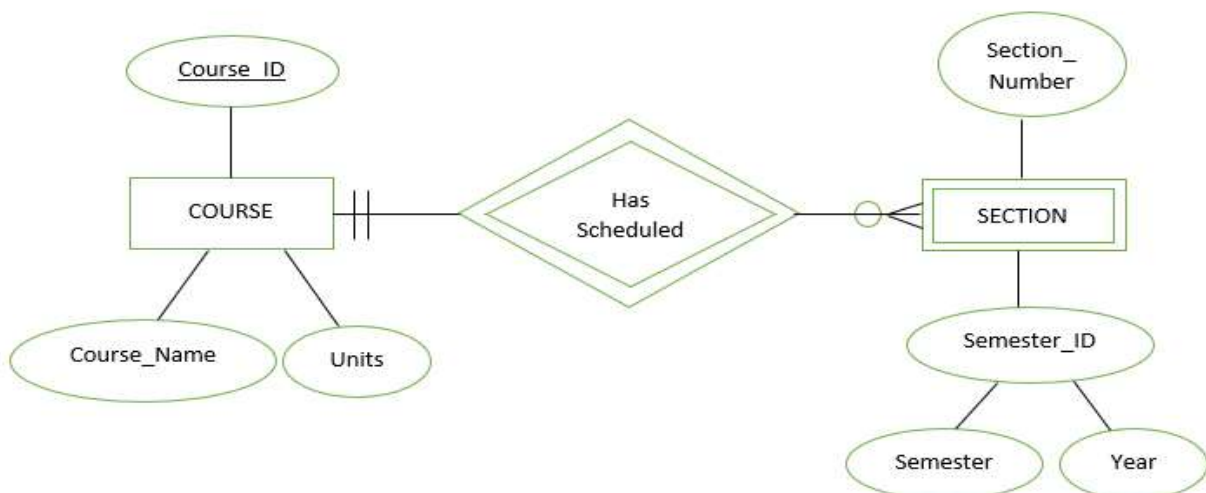 Section_
Number
Course_ID
COURSE
Has
Scheduled
SECTION
Course_Name
Units
Semester_ID
Semester
Year